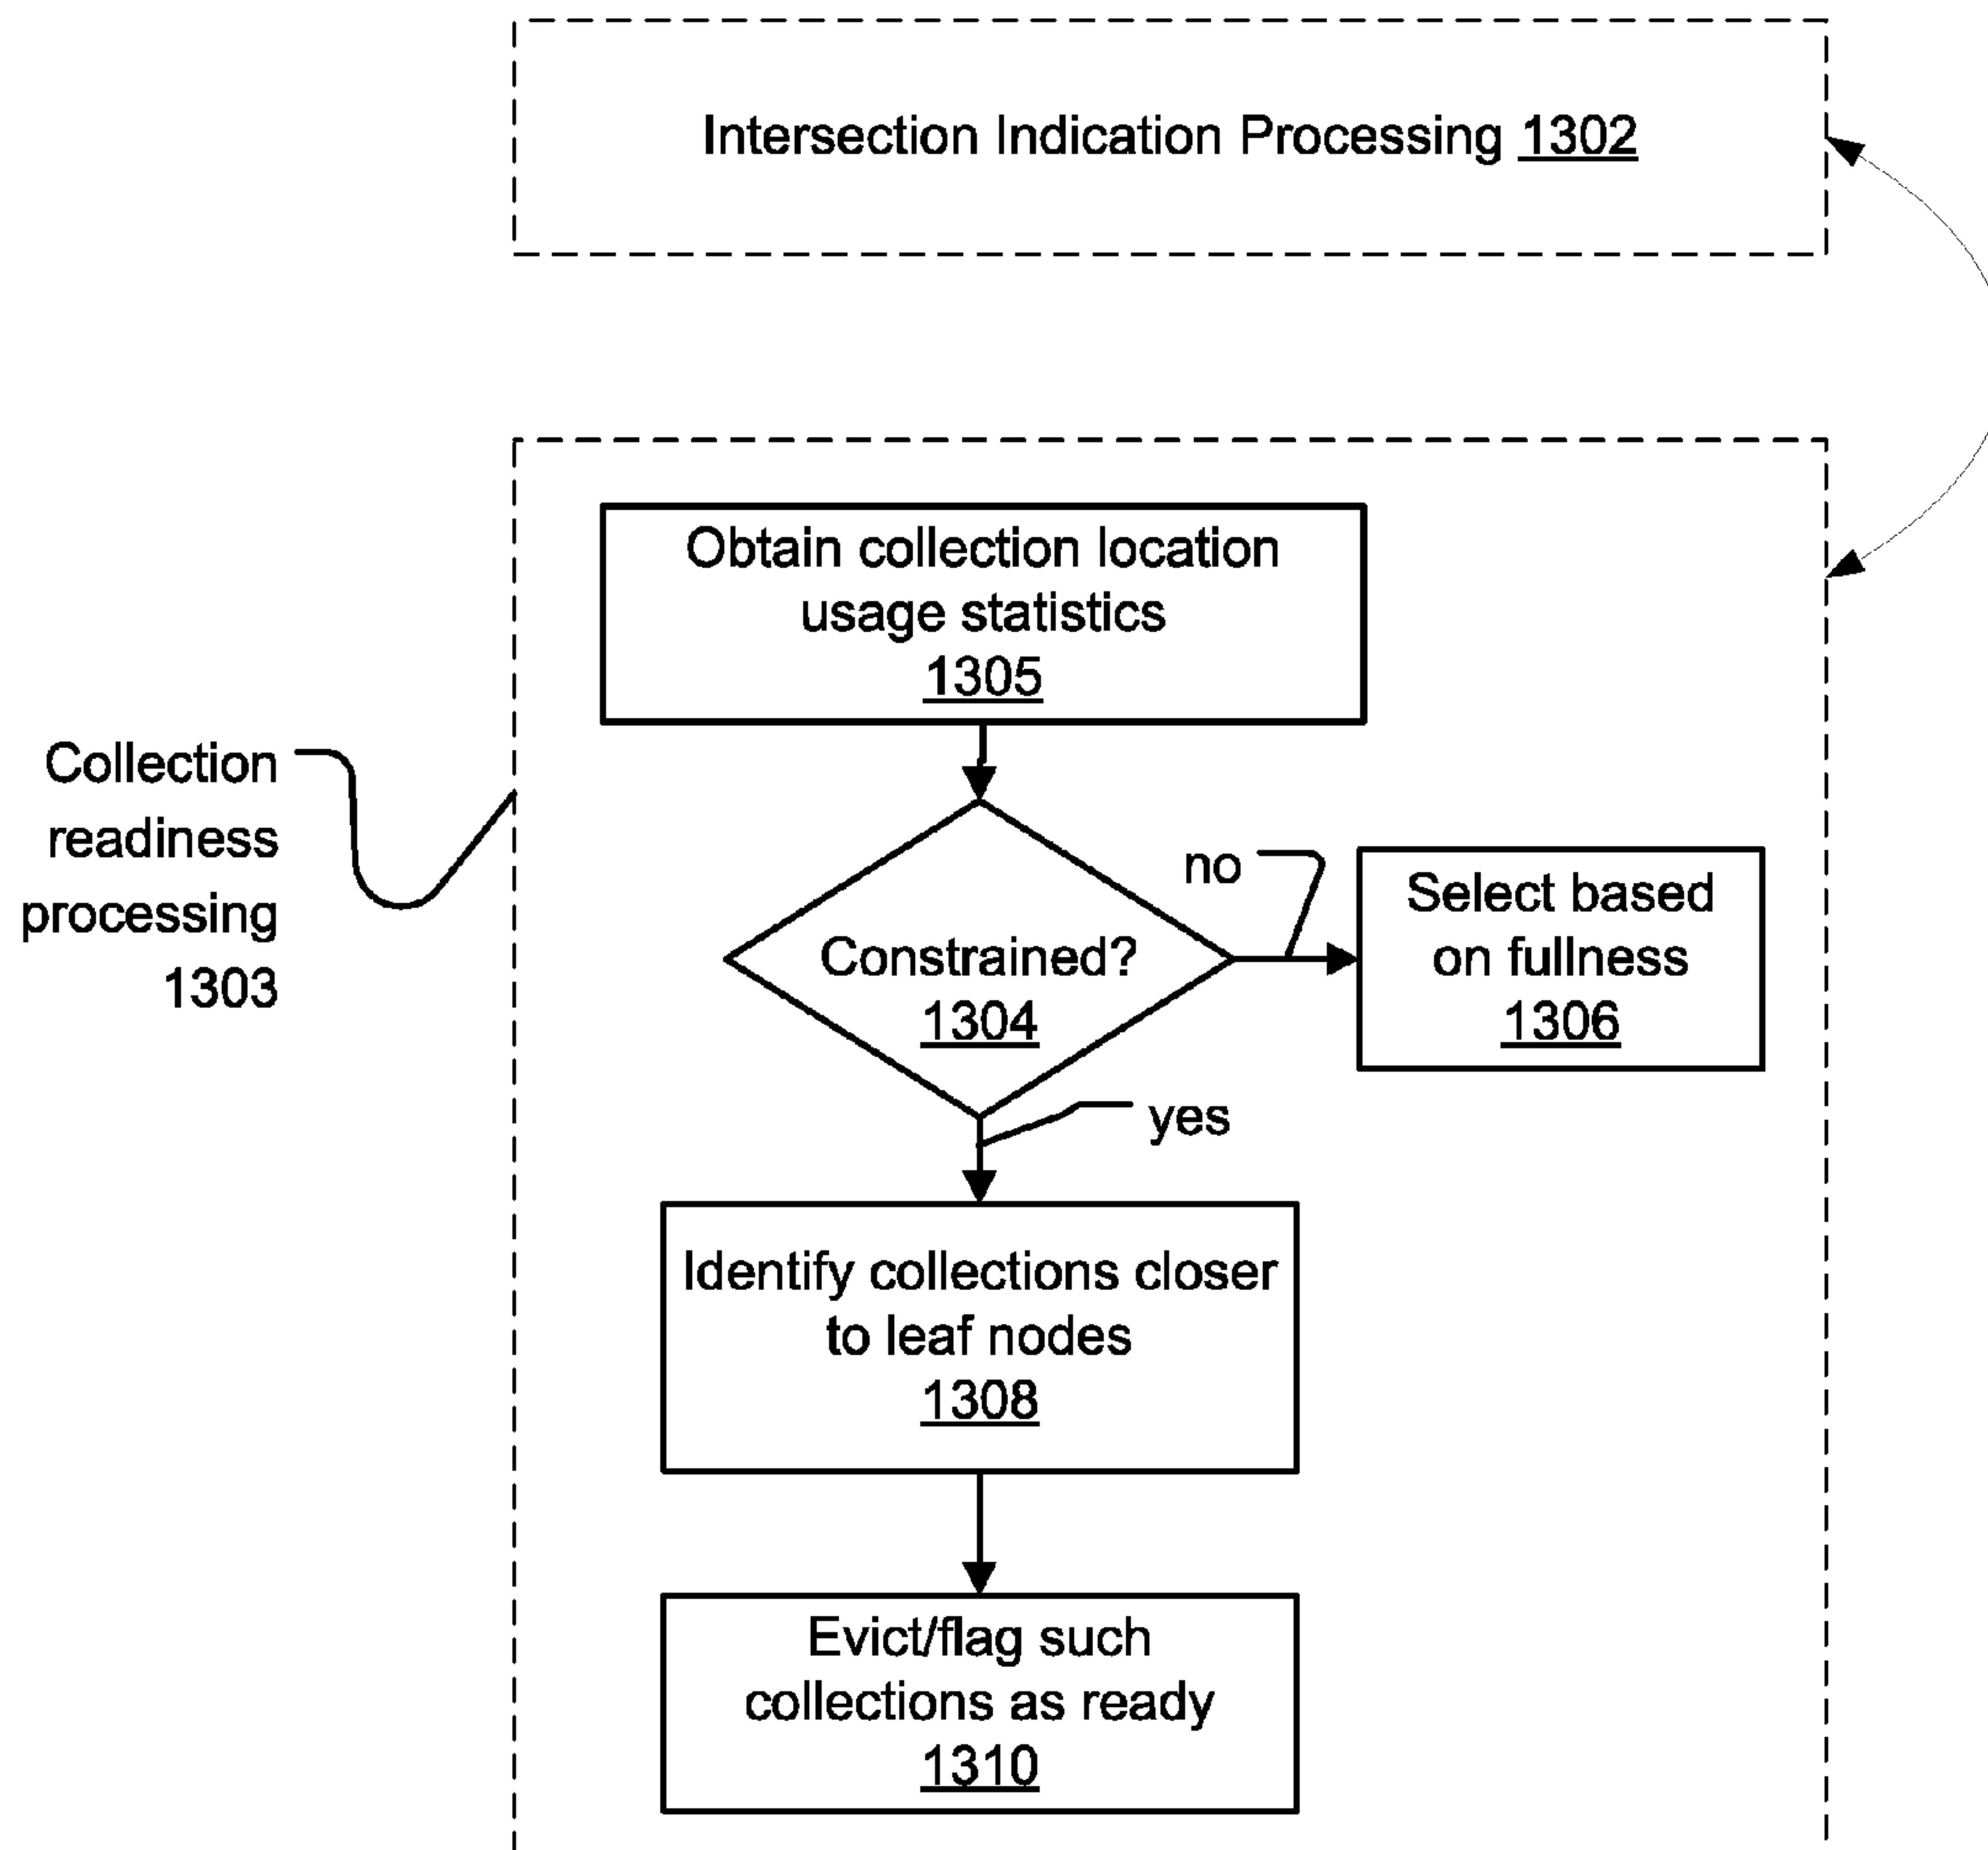 Intersection Indication Processing 1302
Obtain collection location
usage statistics
1305
Collection
readiness
processing
1303
no
Constrained?
1304
Select based
on fullness
1306
yes
Identify collections closer
to leaf nodes
1308
Evict/flag such
collections as ready
1310